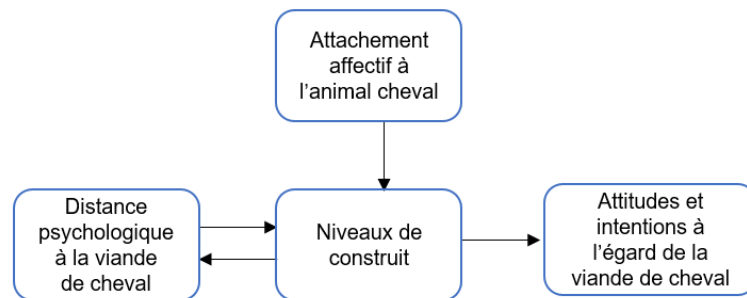 Attachement
affectif à
l'animal cheval
Distance
psychologique
à la viande
de cheval
Niveaux de
construit
Attitudes et
intentions à
l'égard de la
viande de cheval